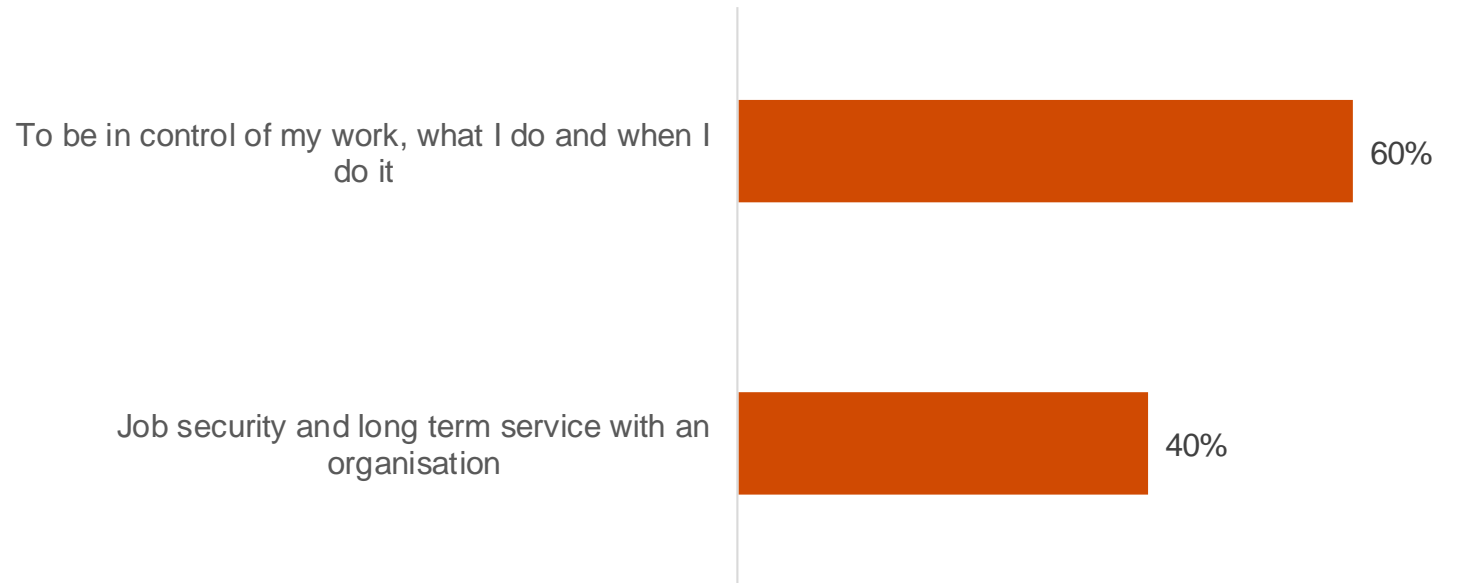 To be in control of my work, what I do and when I
do it
60%
Job security and long term service with an
organisation
40%